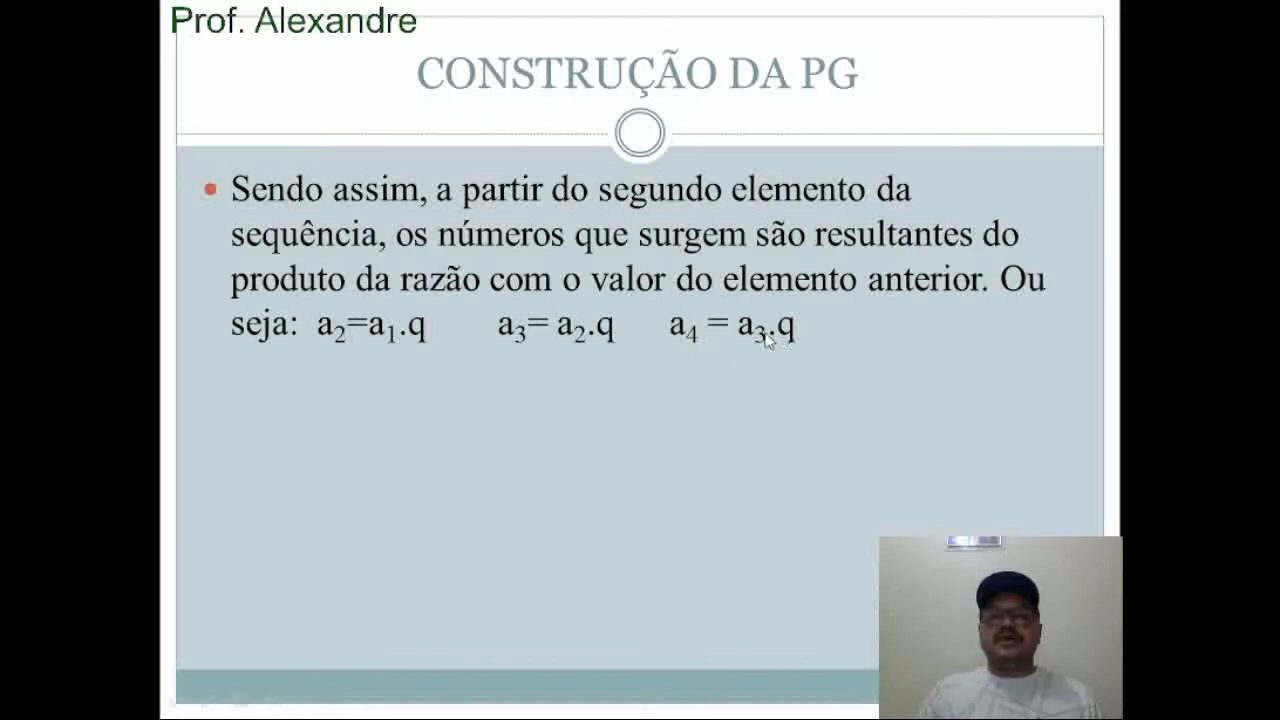 Prof. Alexandre
CONSTRUÇÃO DA PG
Sendo assim, a partir do segundo elemento da
sequência, os números que surgem são resultantes do
produto da razão com o valor do elemento anterior. Ou
seja: a₂=a₁.q a₃= a₂.q a₄ = a₃.q